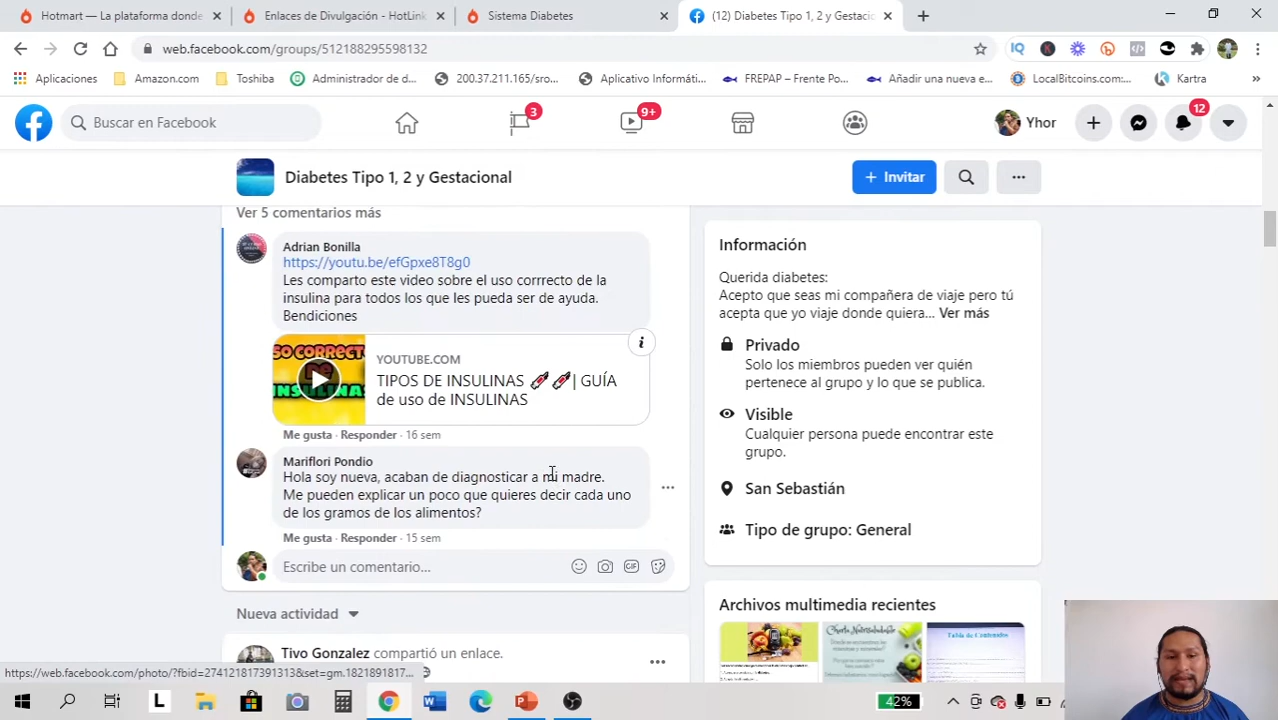 Hotmart — La plataforma donde
Enlaces de Divulgación - HotLink
Sistema Diabetes
(12) Diabetes Tipo 1, 2 y Gestacio
web.facebook.com/groups/512188295598132
Aplicaciones
Amazon.com
Toshiba
Administrador de d...
200.37.211.165/sro...
Aplicativo Informáti...
FREPAP – Frente Po...
Añadir una nueva e...
LocalBitcoins.com:...
Kartra
»
Buscar en Facebook
3
9+
Yhor
12
Diabetes Tipo 1, 2 y Gestacional
+ Invitar
Ver 5 comentarios más
Adrian Bonilla
https://youtu.be/efGpxe8T8g0
Les comparto este video sobre el uso corrrecto de la
insulina para todos los que les pueda ser de ayuda.
Bendiciones
YOUTUBE.COM
TIPOS DE INSULINAS 💉💉| GUÍA
de uso de INSULINAS
Me gusta · Responder · 16 sem
Mariflori Pondio
Hola soy nueva, acaban de diagnosticar a mi madre.
Me pueden explicar un poco que quieres decir cada uno
de los gramos de los alimentos?
Me gusta · Responder · 15 sem
Escribe un comentario...
GIF
Nueva actividad
Tivo Gonzalez compartió un enlace.
Información
Querida diabetes:
Acepto que seas mi compañera de viaje pero tú
acepta que yo viaje donde quiera... Ver más
Privado
Solo los miembros pueden ver quién
pertenece al grupo y lo que se publica.
Visible
Cualquier persona puede encontrar este
grupo.
San Sebastián
Tipo de grupo: General
Archivos multimedia recientes
Tabla de Contenidos
42%